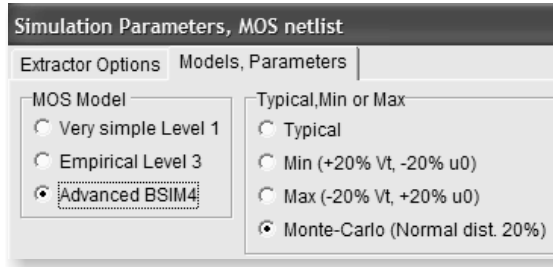 Simulation Parameters, MOS netlist
Extractor Options Models, Parameters
MOS Model
Very simple Level 1
Empirical Level 3
Advanced BSIM4
Typical,Min or Max
Typical
Min (+20% Vt, -20% u0)
Max (-20% Vt, +20% u0)
Monte-Carlo (Normal dist. 20%)